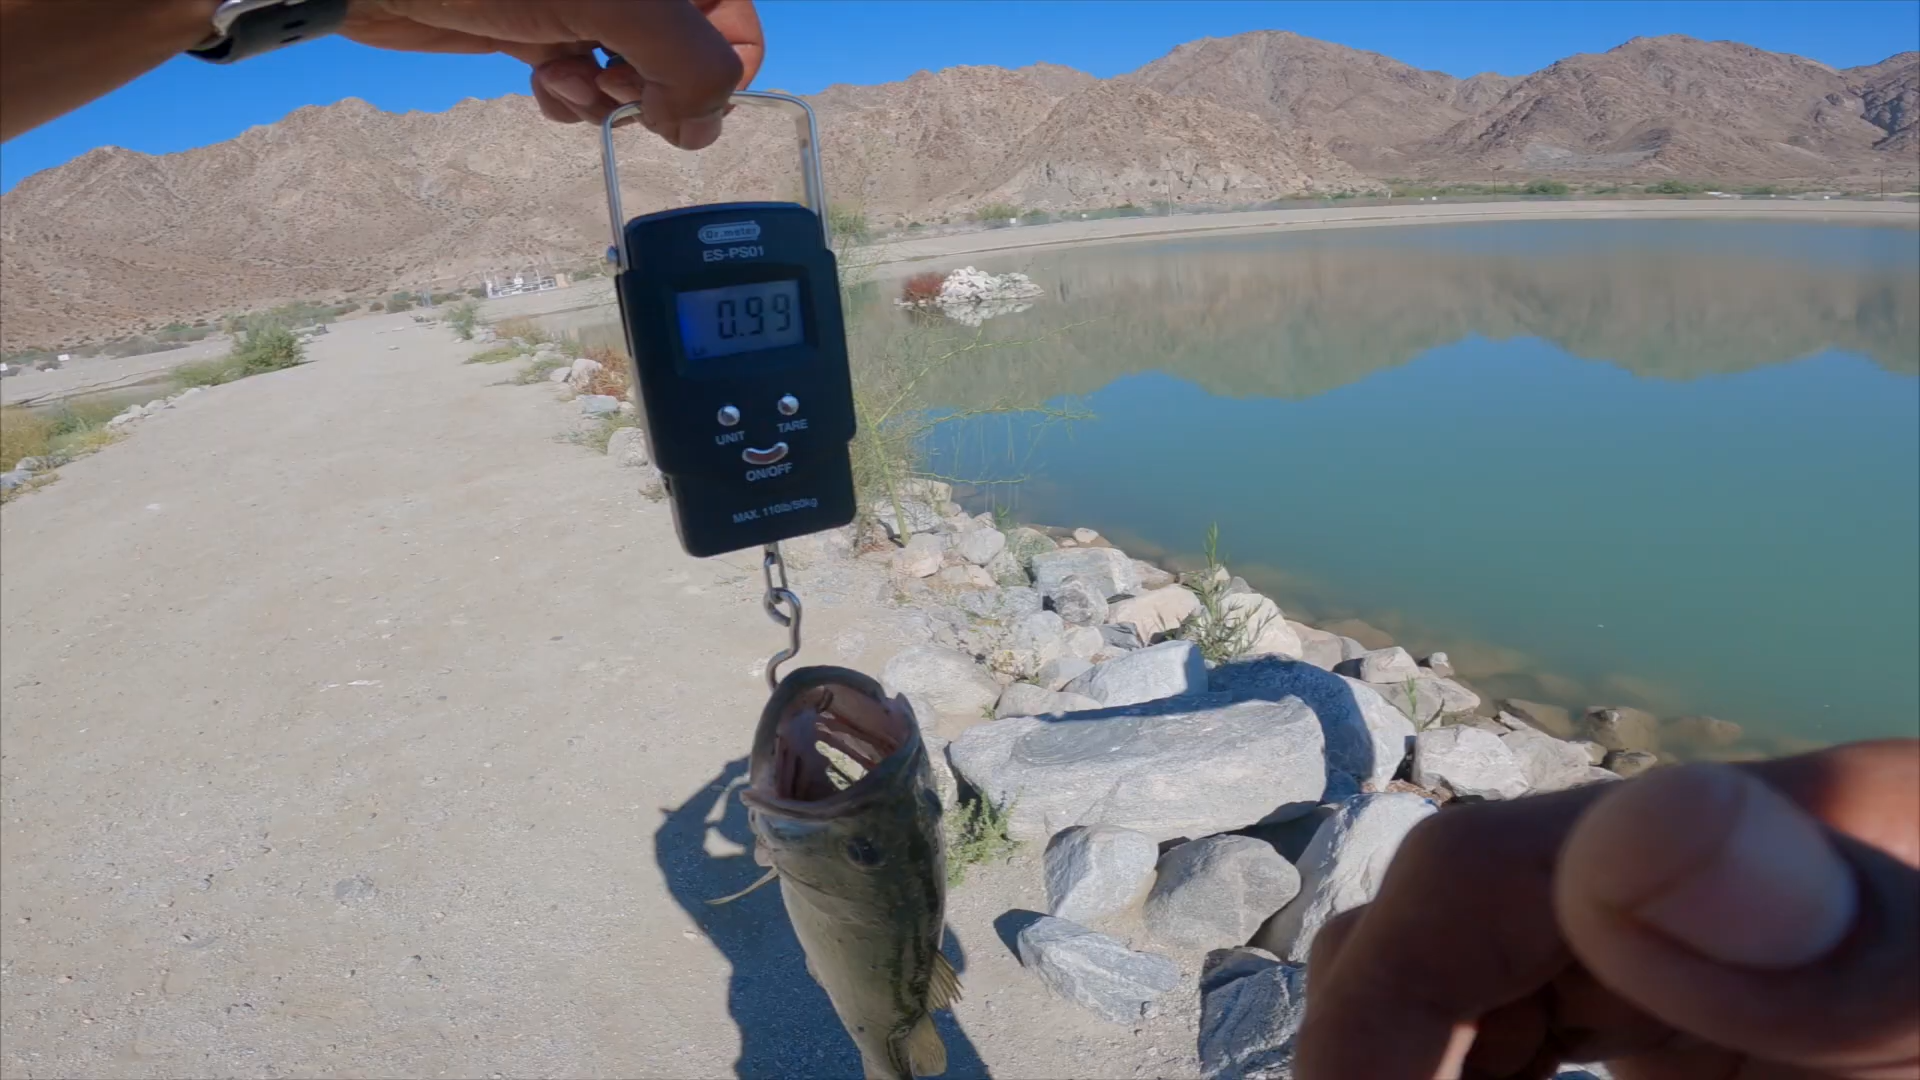 Dr.meter
ES-PS01
0.99
UNIT
TARE
ON/OFF
MAX. 110lb/50kg